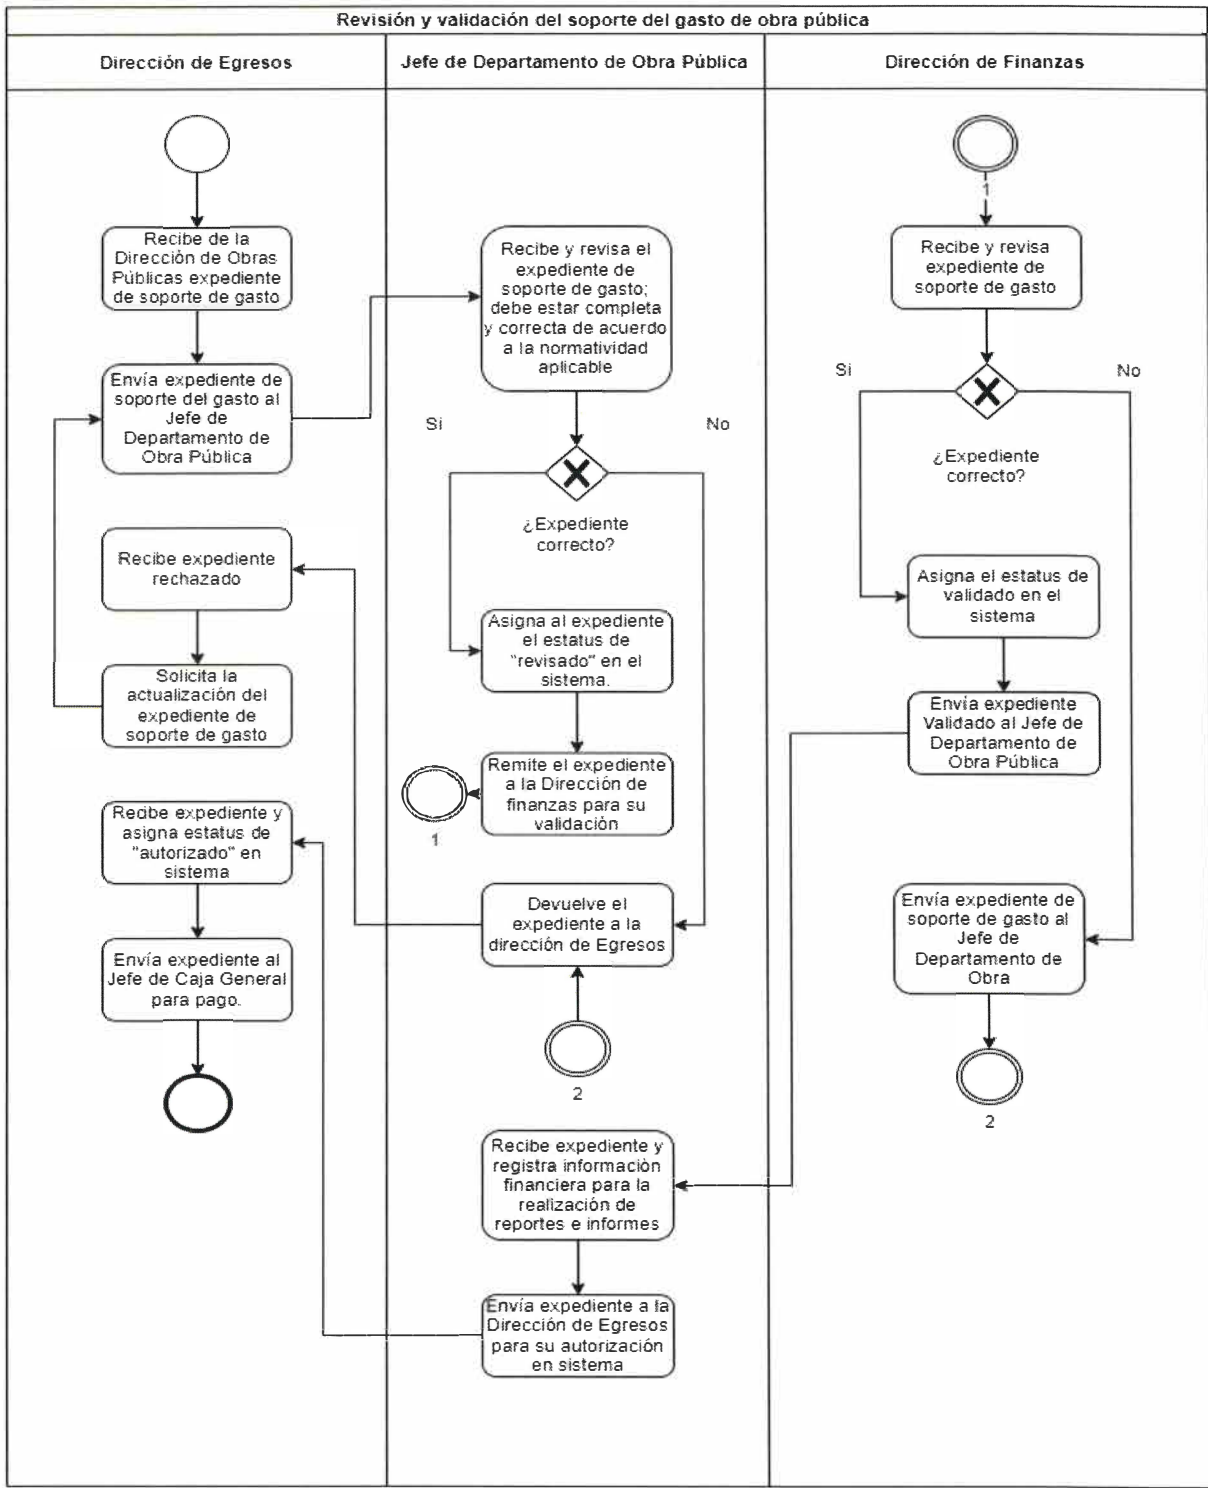 Revisión y validación del soporte del gasto de obra pública
Dirección de Egresos
Jefe de Departamento de Obra Pública
Dirección de Finanzas
Recibe de la
Dirección de Obras
Públicas expediente
de soporte de gasto
Envía expediente de
soporte del gasto al
Jefe de
Departamento de
Obra Pública
Recibe expediente
rechazado
Solicita la
actualización del
expediente de
soporte de gasto
Recibe expediente y
asigna estatus de
"autorizado" en
sistema
Envía expediente al
Jefe de Caja General
para pago.
Recibe y revisa el
expediente de
soporte de gasto;
debe estar completa
y correcta de acuerdo
a la normatividad
aplicable
Si
No
¿Expediente
correcto?
Asigna al expediente
el estatus de
"revisado" en el
sistema.
Remite el expediente
a la Dirección de
finanzas para su
validación
1
Devuelve el
expediente a la
dirección de Egresos
2
Recibe expediente y
registra información
financiera para la
realización de
reportes e informes
Envía expediente a la
Dirección de Egresos
para su autorización
en sistema
1
Recibe y revisa
expediente de
soporte de gasto
Si
No
¿Expediente
correcto?
Asigna el estatus de
validado en el
sistema
Envía expediente
Validado al Jefe de
Departamento de
Obra Pública
Envía expediente de
soporte de gasto al
Jefe de
Departamento de
Obra
2